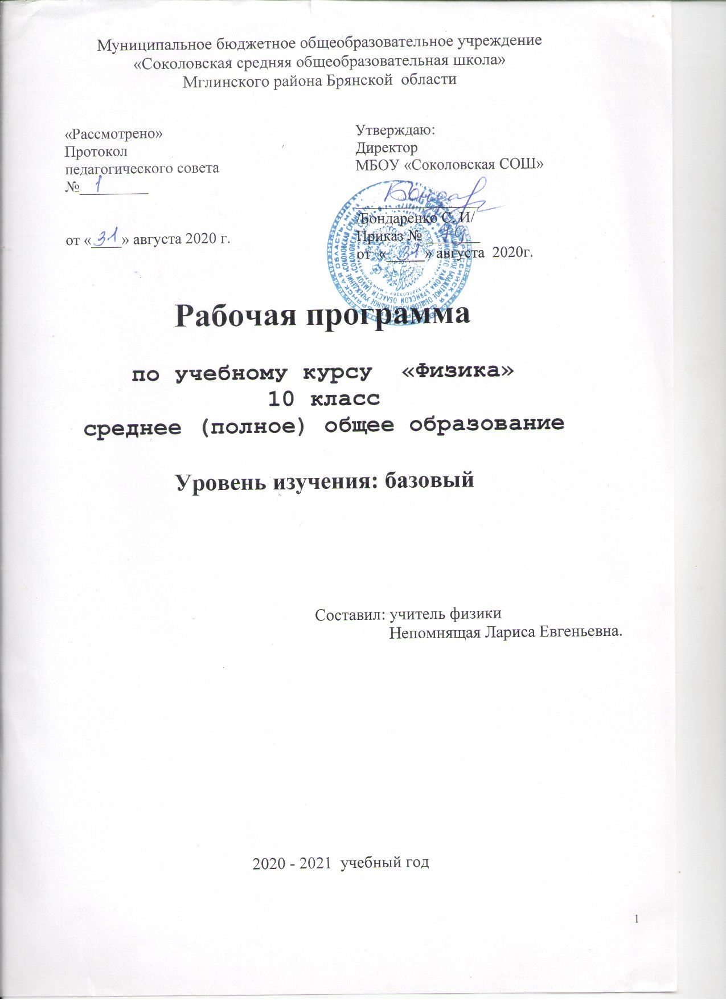 Муниципальное бюджетное общеобразовательное учреждение
«Соколовская средняя общеобразовательная школа»
Мглинского района Брянской области
«Рассмотрено»
Протокол
педагогического совета
№ 1
от «31» августа 2020 г.
Утверждаю:
Директор
МБОУ «Соколовская СОШ»
/Бондаренко С. И/
Приказ №
от «31» августа 2020г.
Рабочая программа
по учебному курсу «Физика»
10 класс
среднее (полное) общее образование
Уровень изучения: базовый
Составил: учитель физики
Непомнящая Лариса Евгеньевна.
2020 - 2021 учебный год
1